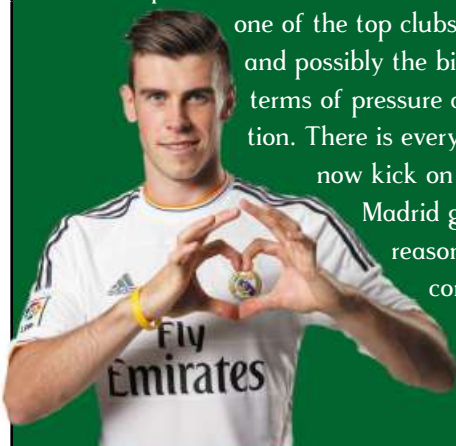 one of the top clubs
and possibly the bi
terms of pressure o
tion. There is every
now kick on
Madrid g
reason
co
Fly
Emirates